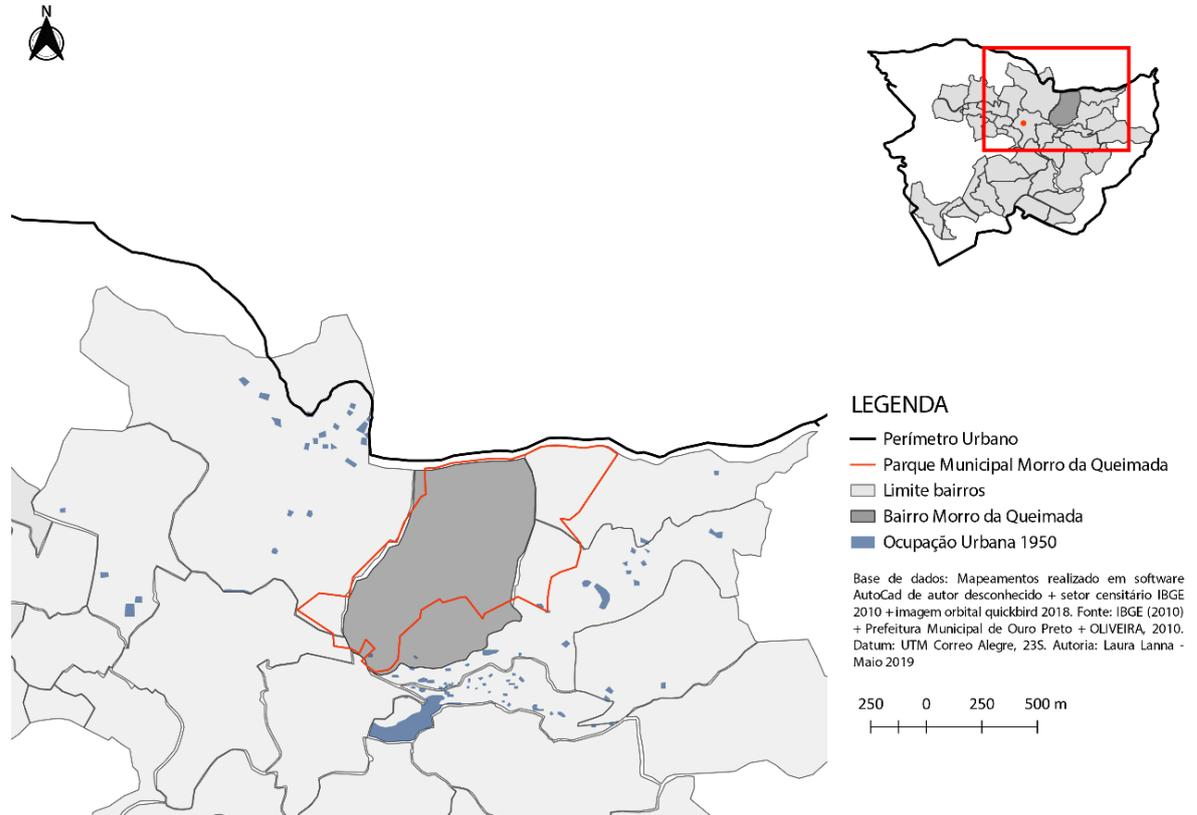 N
LEGENDA
Perímetro Urbano
Parque Municipal Morro da Queimada
Limite bairros
Bairro Morro da Queimada
Ocupação Urbana 1950
Base de dados: Mapeamentos realizado em software
AutoCad de autor desconhecido + setor censitário IBGE
2010 +imagem orbital quickbird 2018. Fonte: IBGE (2010)
+ Prefeitura Municipal de Ouro Preto + OLIVEIRA, 2010.
Datum: UTM Correo Alegre, 23S. Autoria: Laura Lanna -
Maio 2019
250 0 250 500 m